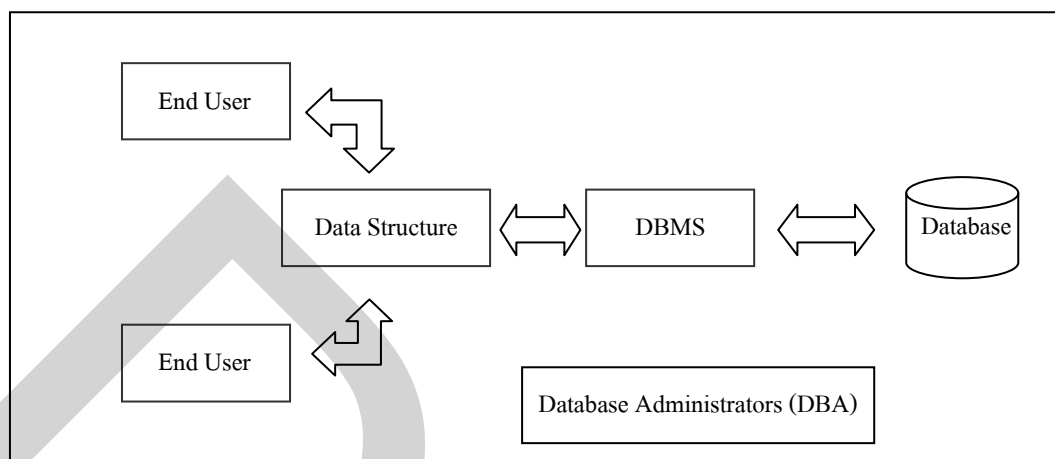 End User
Data Structure
DBMS
Database
End User
Database Administrators (DBA)